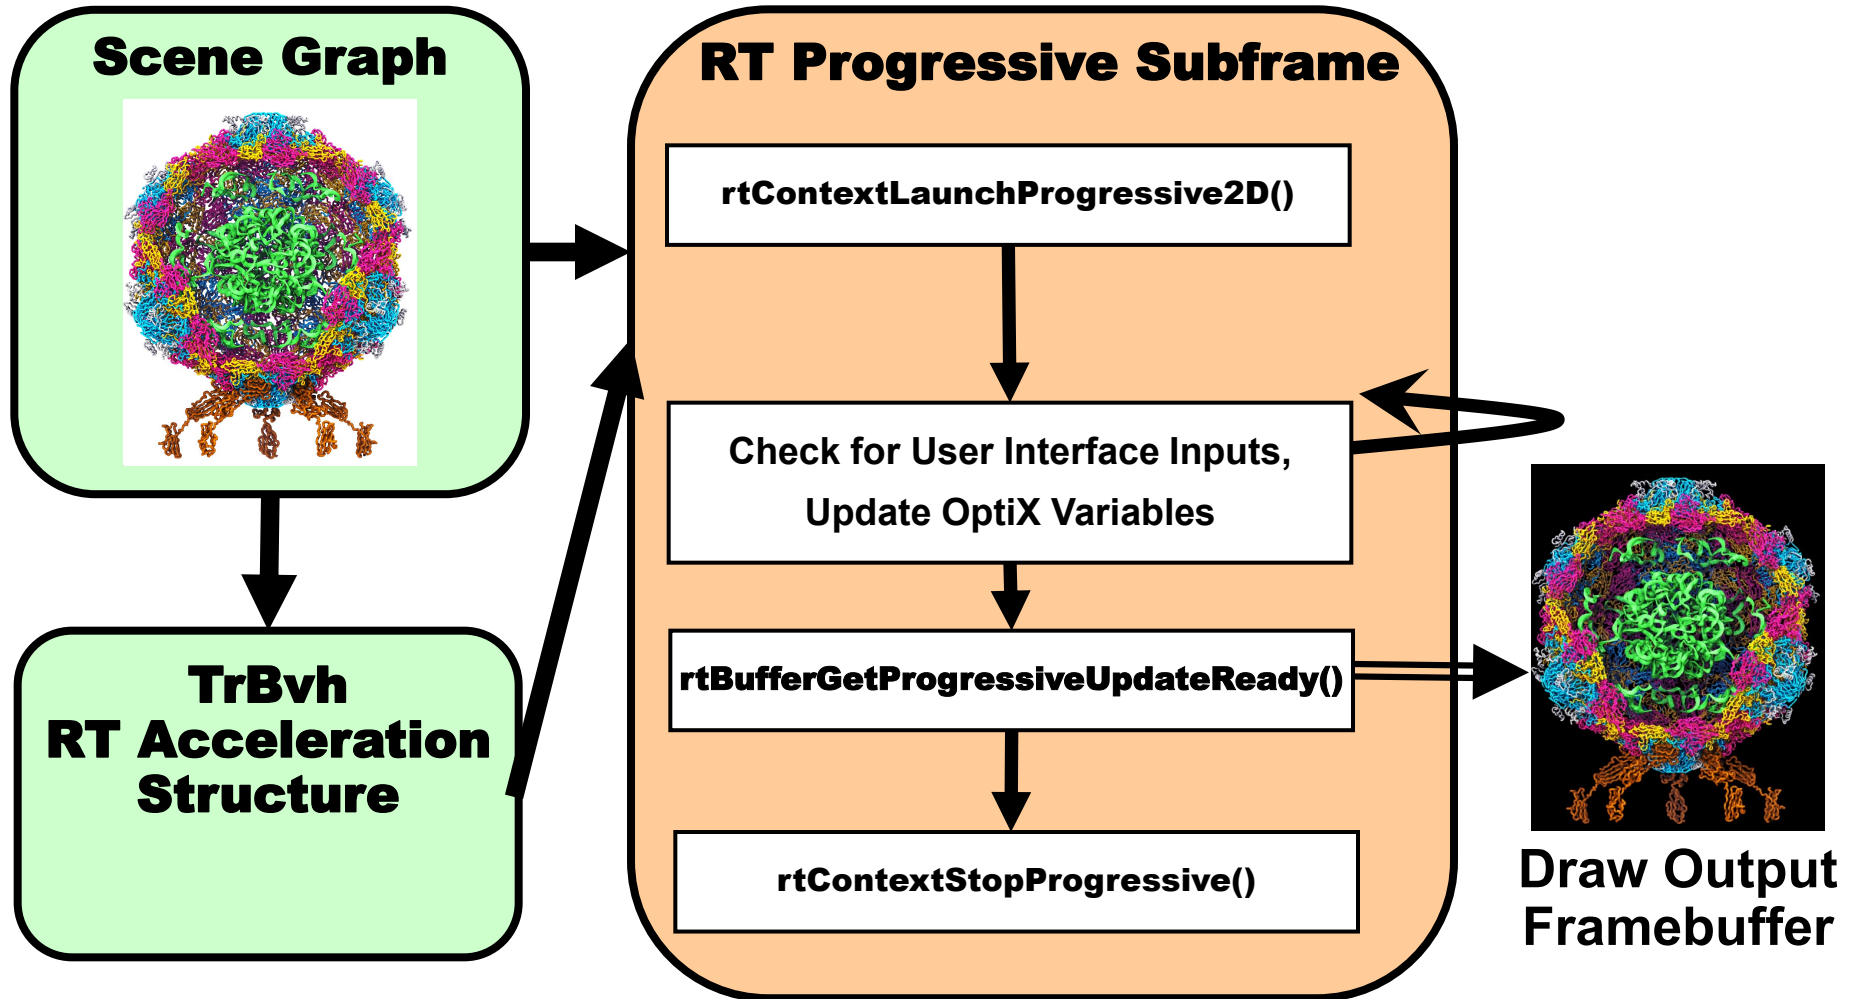 Scene Graph
TrBvh
RT Acceleration
Structure
RT Progressive Subframe
rtContextLaunchProgressive2D()
Check for User Interface Inputs,
Update OptiX Variables
rtBufferGetProgressiveUpdateReady()
rtContextStopProgressive()
Draw Output
Framebuffer